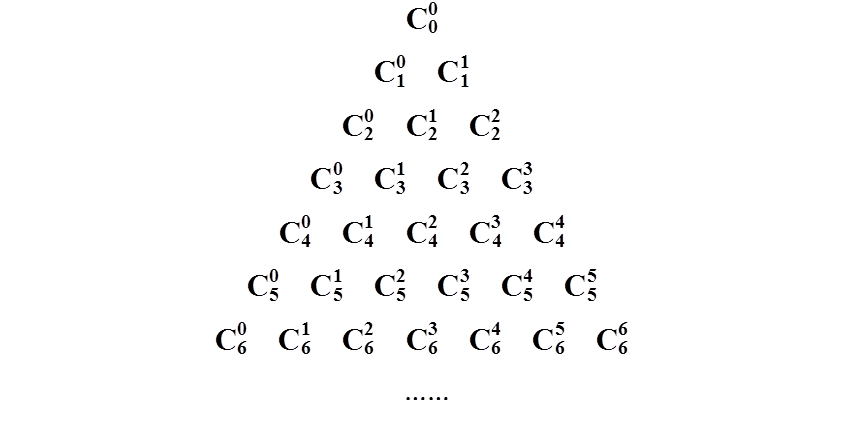 C₀⁰
C₁⁰ C₁¹
C₂⁰ C₂¹ C₂²
C₃⁰ C₃¹ C₃² C₃³
C₄⁰ C₄¹ C₄² C₄³ C₄⁴
C₅⁰ C₅¹ C₅² C₅³ C₅⁴ C₅⁵
C₆⁰ C₆¹ C₆² C₆³ C₆⁴ C₆⁵ C₆⁶
......